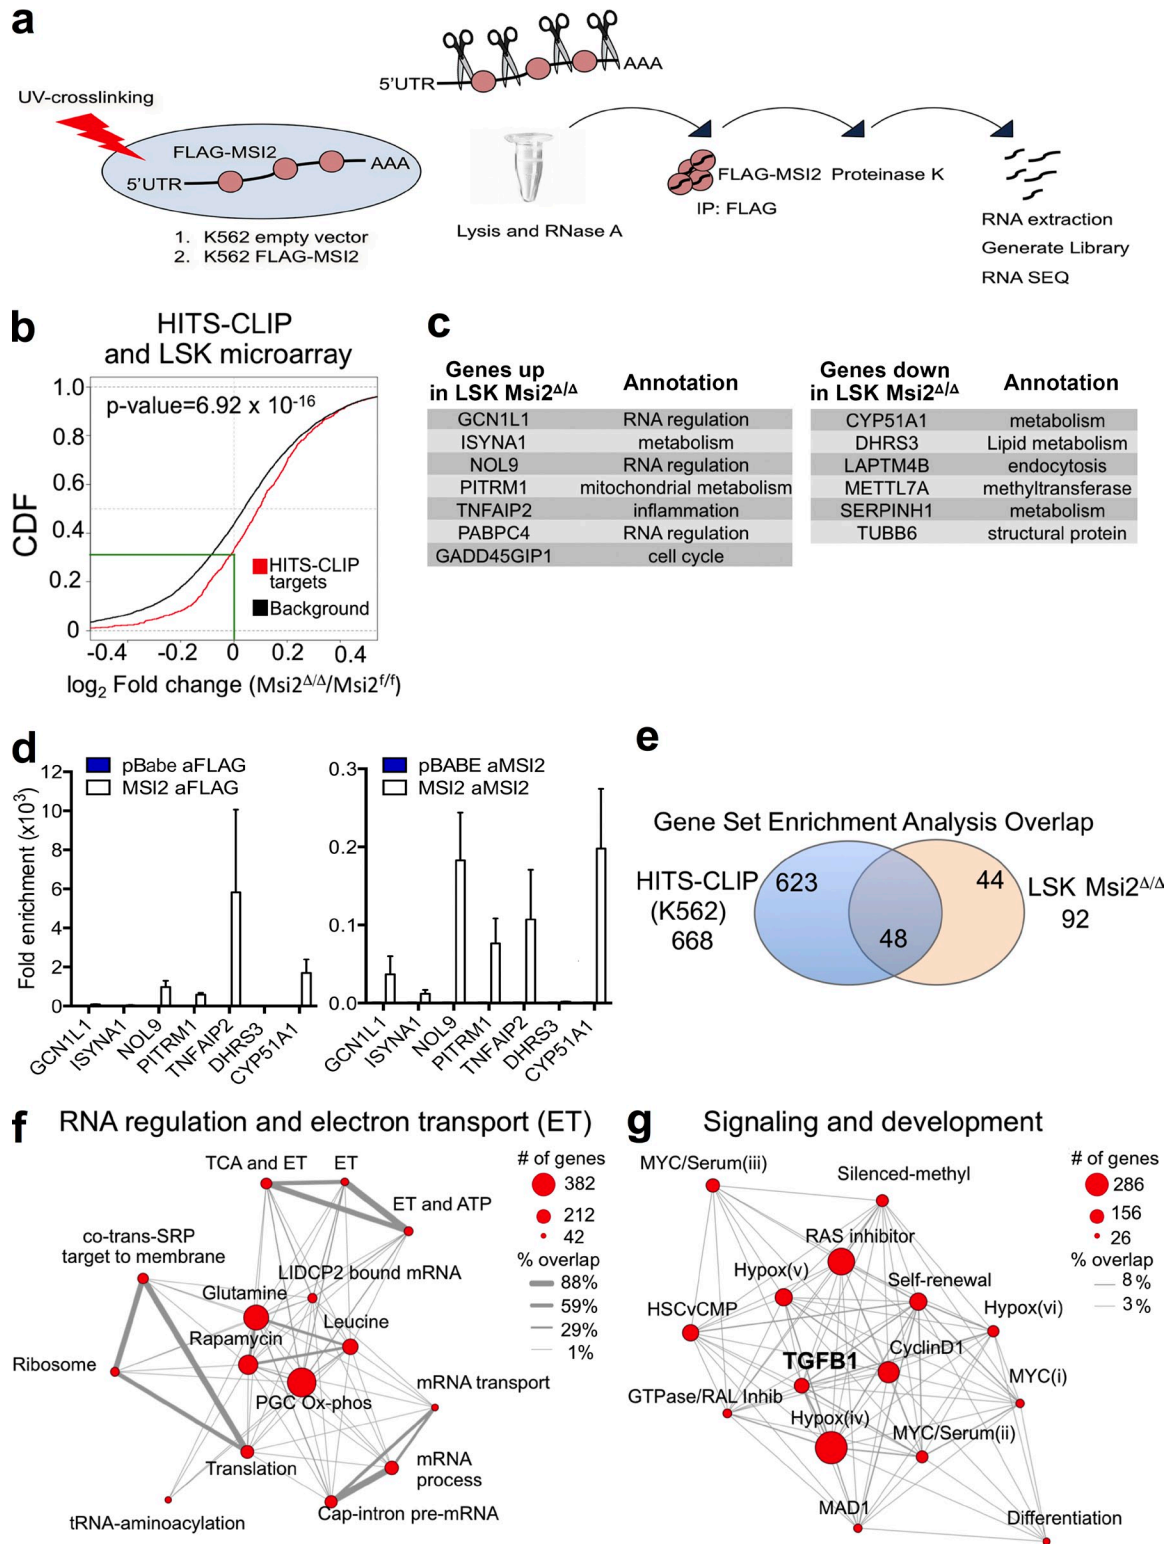 a
5'UTR
AAA
UV-crosslinking
FLAG-MSI2
AAA
5'UTR
1. K562 empty vector
2. K562 FLAG-MSI2
Lysis and RNase A
FLAG-MSI2
IP: FLAG
Proteinase K
RNA extraction
Generate Library
RNA SEQ
b
HITS-CLIP
and LSK microarray
p-value=6.92 x 10-16
CDF
1.0
0.8
0.6
0.4
0.2
0
HITS-CLIP
targets
Background
-0.4 -0.2 0 0.2 0.4
log2 Fold change (Msi2Δ/Δ/Msi2f/f)
c
Genes up
in LSK Msi2Δ/Δ Annotation
GCN1L1 RNA regulation
ISYNA1 metabolism
NOL9 RNA regulation
PITRM1 mitochondrial metabolism
TNFAIP2 inflammation
PABPC4 RNA regulation
GADD45GIP1 cell cycle
Genes down
in LSK Msi2Δ/Δ Annotation
CYP51A1 metabolism
DHRS3 Lipid metabolism
LAPTM4B endocytosis
METTL7A methyltransferase
SERPINH1 metabolism
TUBB6 structural protein
d
pBabe aFLAG
MSI2 aFLAG
Fold enrichment (x103)
12
10
8
6
4
2
0
GCN1L1
ISYNA1
NOL9
PITRM1
TNFAIP2
DHRS3
CYP51A1
pBABE aMSI2
MSI2 aMSI2
0.3
0.2
0.1
0.0
GCN1L1
ISYNA1
NOL9
PITRM1
TNFAIP2
DHRS3
CYP51A1
e
Gene Set Enrichment Analysis Overlap
HITS-CLIP
(K562)
668
623
48
44
LSK Msi2Δ/Δ
92
f
RNA regulation and electron transport (ET)
TCA and ET
ET
ET and ATP
co-trans-SRP
target to membrane
LIDCP2 bound mRNA
Glutamine
Leucine
Rapamycin
Ribosome
PGC Ox-phos
mRNA transport
mRNA
process
Translation
Cap-intron pre-mRNA
tRNA-aminoacylation
# of genes
382
212
42
% overlap
88%
59%
29%
1%
g
Signaling and development
MYC/Serum(iii)
Silenced-methyl
RAS inhibitor
Hypox(v)
Self-renewal
HSCvCMP
Hypox(vi)
CyclinD1
TGFB1
MYC(i)
GTPase/RAL Inhib
Hypox(iv)
MYC/Serum(ii)
MAD1
Differentiation
# of genes
286
156
26
% overlap
8%
3%